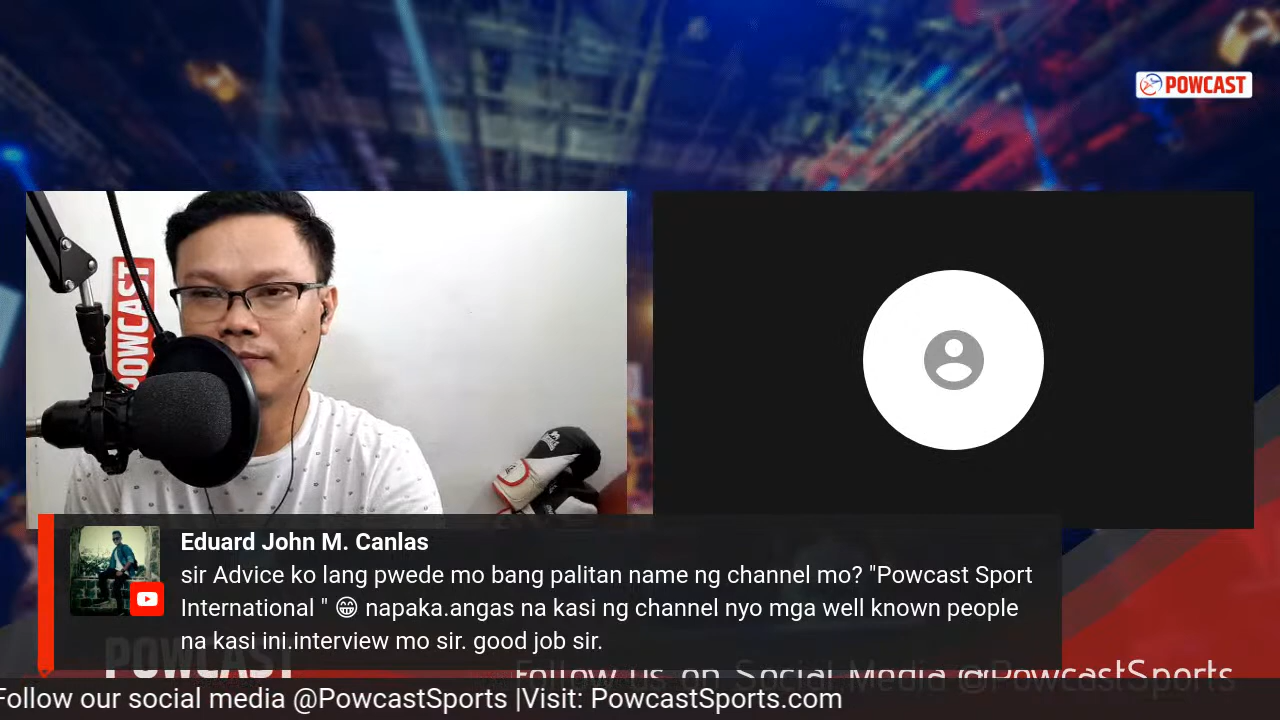 POWCAST
POWCAST
Eduard John M. Canlas
sir Advice ko lang pwede mo bang palitan name ng channel mo? "Powcast Sport
International " 😁 napaka.angas na kasi ng channel nyo mga well known people
na kasi ini.interview mo sir. good job sir.
POWCAST
Follow us on Social Media @PowcastSports
Follow our social media @PowcastSports |Visit: PowcastSports.com